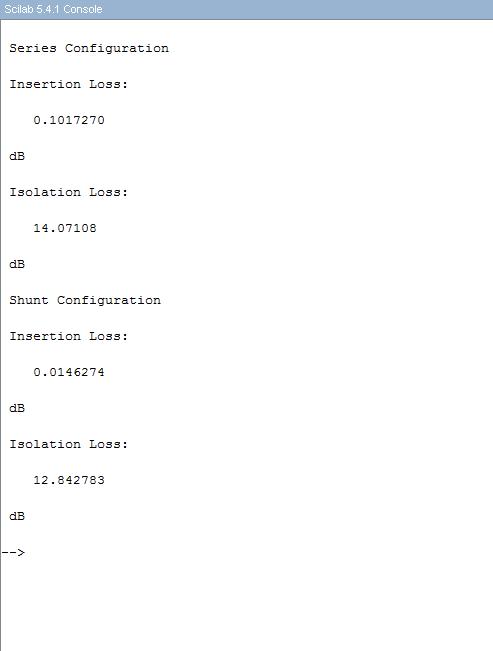 Scilab 5.4.1 Console
Series Configuration
Insertion Loss:
0.1017270
dB
Isolation Loss:
14.07108
dB
Shunt Configuration
Insertion Loss:
0.0146274
dB
Isolation Loss:
12.842783
dB
-->